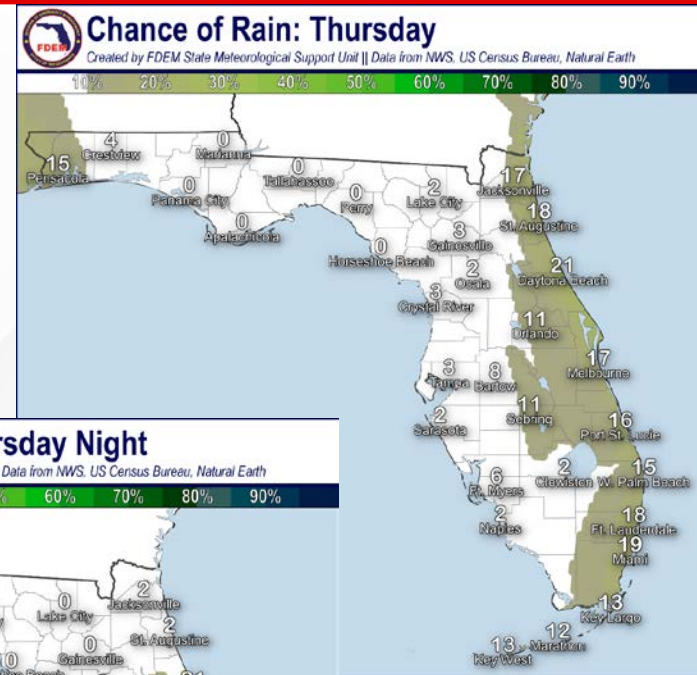 FDEM
Chance of Rain: Thursday
Created by FDEM State Meteorological Support Unit || Data from NWS, US Census Bureau, Natural Earth
10% 20% 30% 40% 50% 60% 70% 80% 90%
4
Crestview
0
Marianna
15
Pensacola
0
Panama City
0
Apalachicola
0
Tallahassee
0
Perry
2
Lake City
17
Jacksonville
18
St. Augustine
3
Gainesville
0
Horseshoe Beach
2
Ocala
21
Daytona Beach
3
Crystal River
11
Orlando
17
Melbourne
3
Tampa
8
Bartow
11
Sebring
2
Sarasota
16
Port St. Lucie
6
Ft. Myers
2
Clewiston
15
W. Palm Beach
2
Naples
18
Ft. Lauderdale
19
Miami
13
Key Largo
12
Marathon
13
Key West
rsday Night
Data from NWS, US Census Bureau, Natural Earth
60% 70% 80% 90%
0
Lake City
2
Jacksonville
2
St. Augustine
0
Gainesville